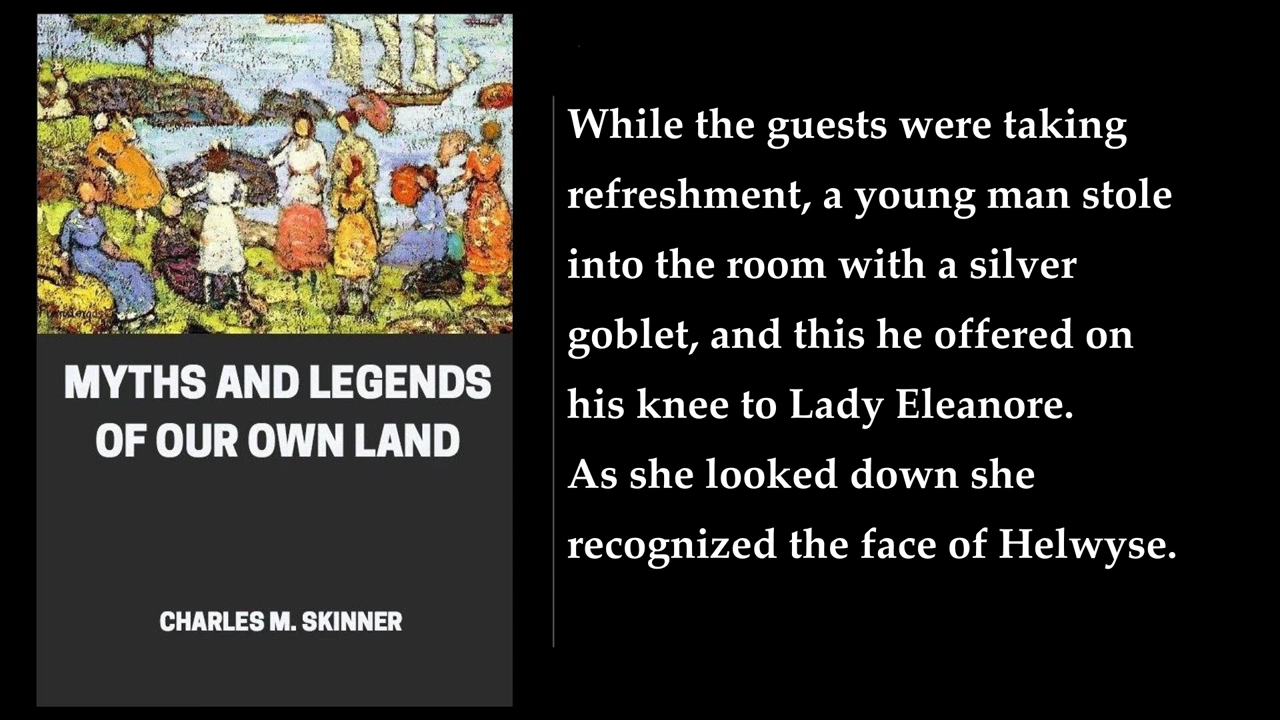 MYTHS AND LEGENDS
OF OUR OWN LAND
CHARLES M. SKINNER
While the guests were taking
refreshment, a young man stole
into the room with a silver
goblet, and this he offered on
his knee to Lady Eleanore.
As she looked down she
recognized the face of Helwyse.